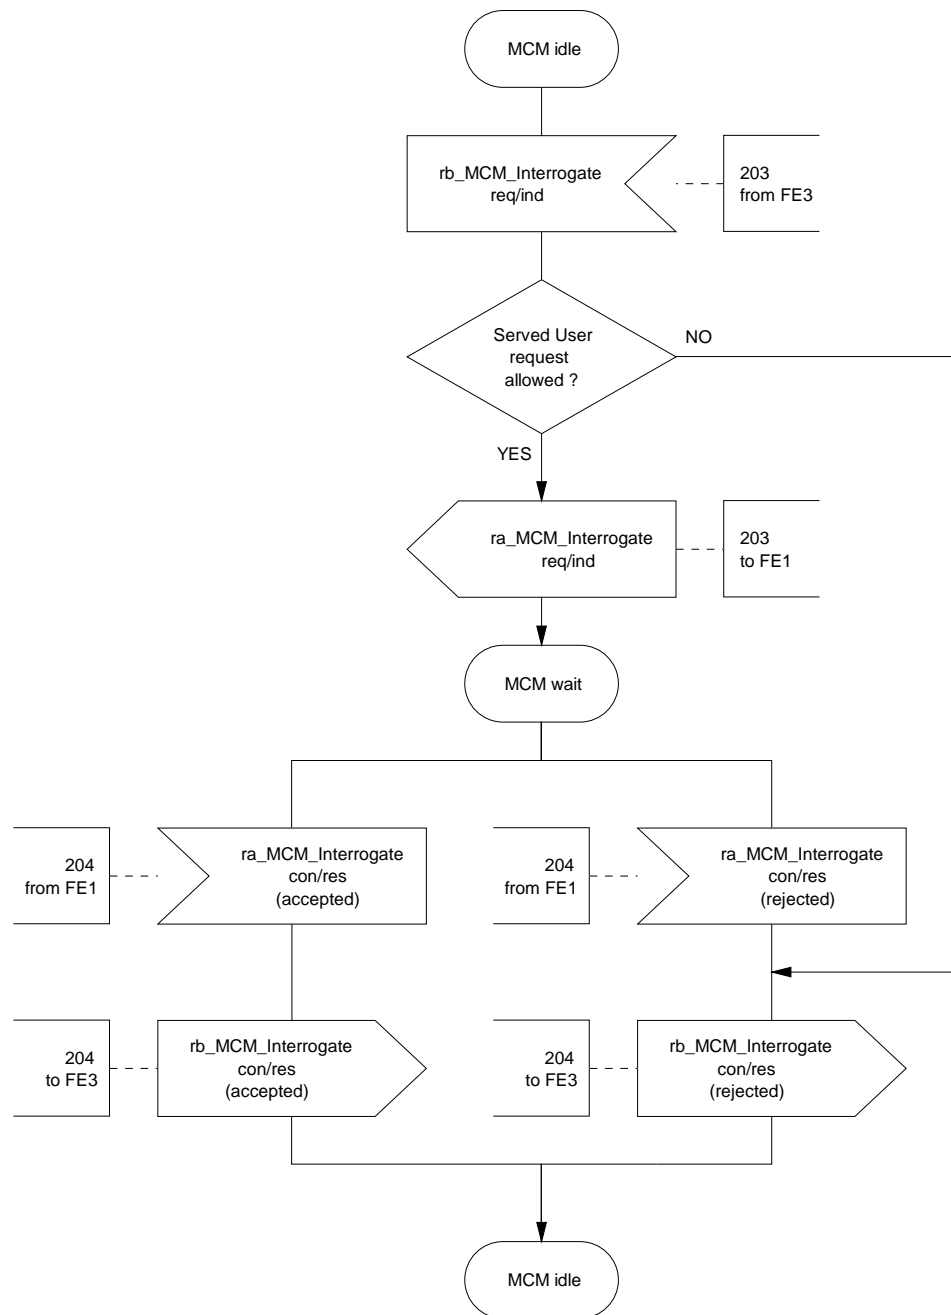 MCM idle
rb_MCM_Interrogate
req/ind
203
from FE3
Served User
request
allowed ?
NO
YES
ra_MCM_Interrogate
req/ind
203
to FE1
MCM wait
204
from FE1
ra_MCM_Interrogate
con/res
(accepted)
204
from FE1
ra_MCM_Interrogate
con/res
(rejected)
204
to FE3
rb_MCM_Interrogate
con/res
(accepted)
204
to FE3
rb_MCM_Interrogate
con/res
(rejected)
MCM idle